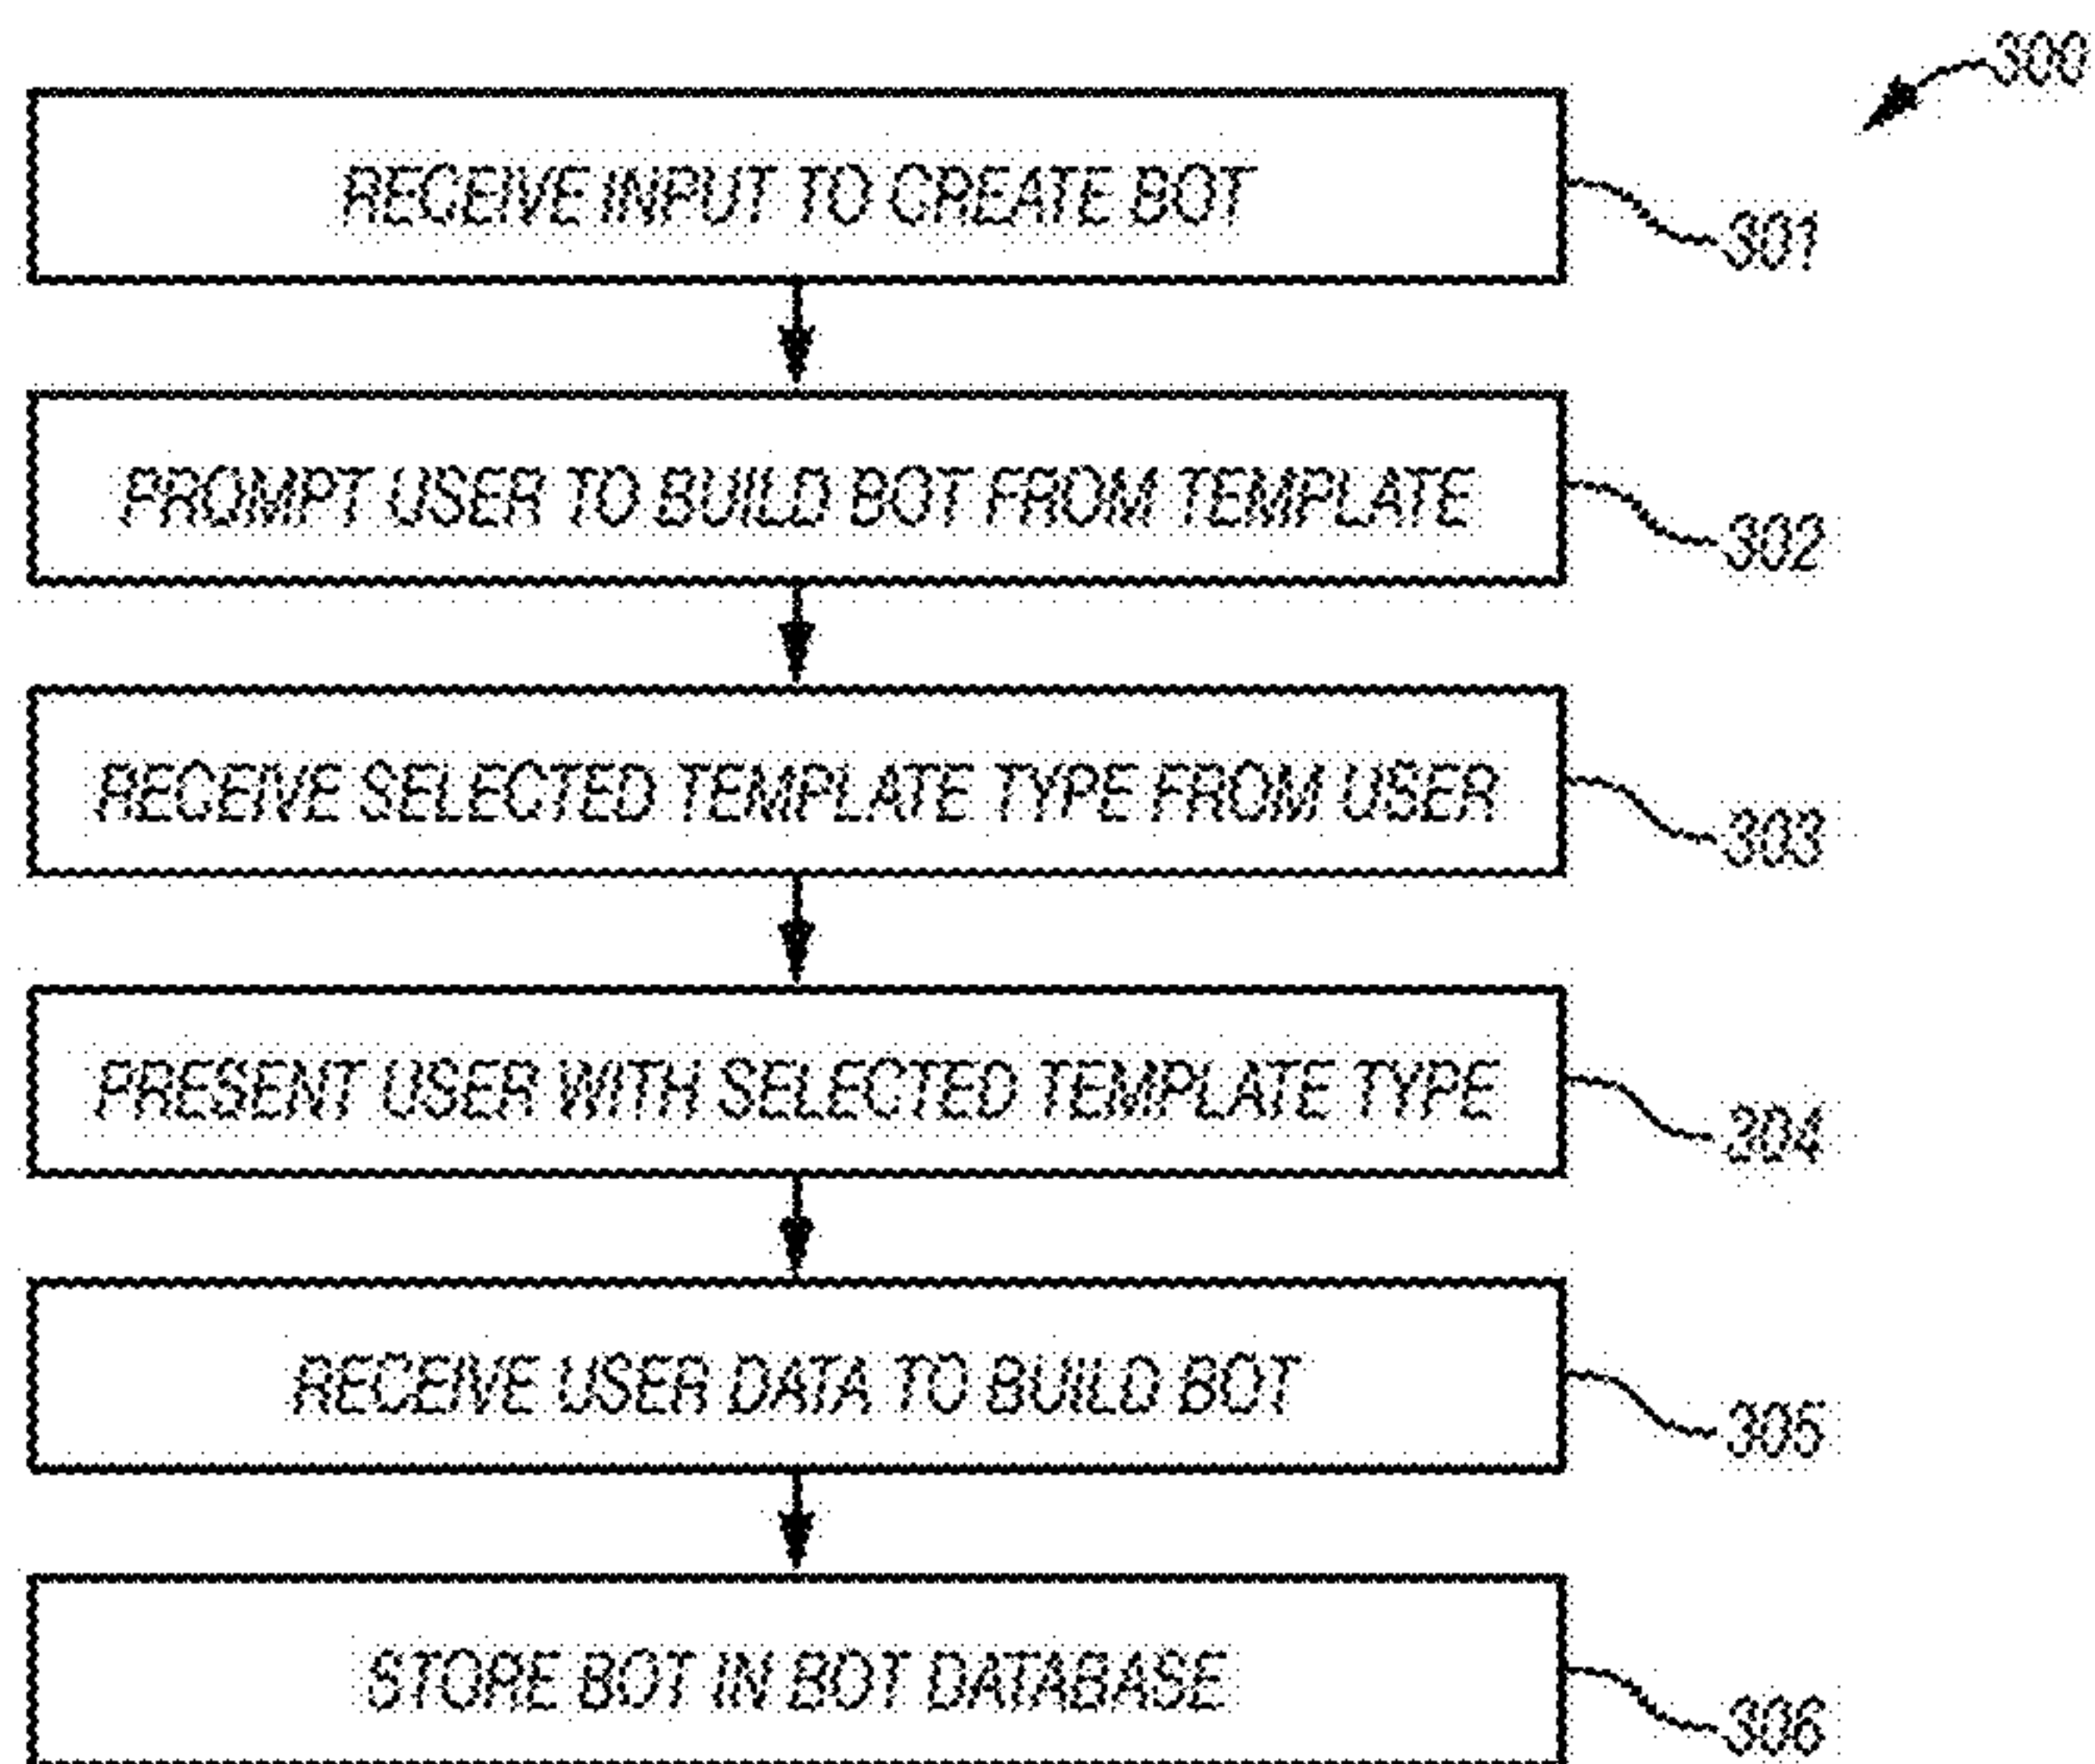 300
RECEIVE INPUT TO CREATE BOT
301
PROMPT USER TO BUILD BOT FROM TEMPLATE
302
RECEIVE SELECTED TEMPLATE TYPE FROM USER
303
PRESENT USER WITH SELECTED TEMPLATE TYPE
304
RECEIVE USER DATA TO BUILD BOT
305
STORE BOT IN BOT DATABASE
306